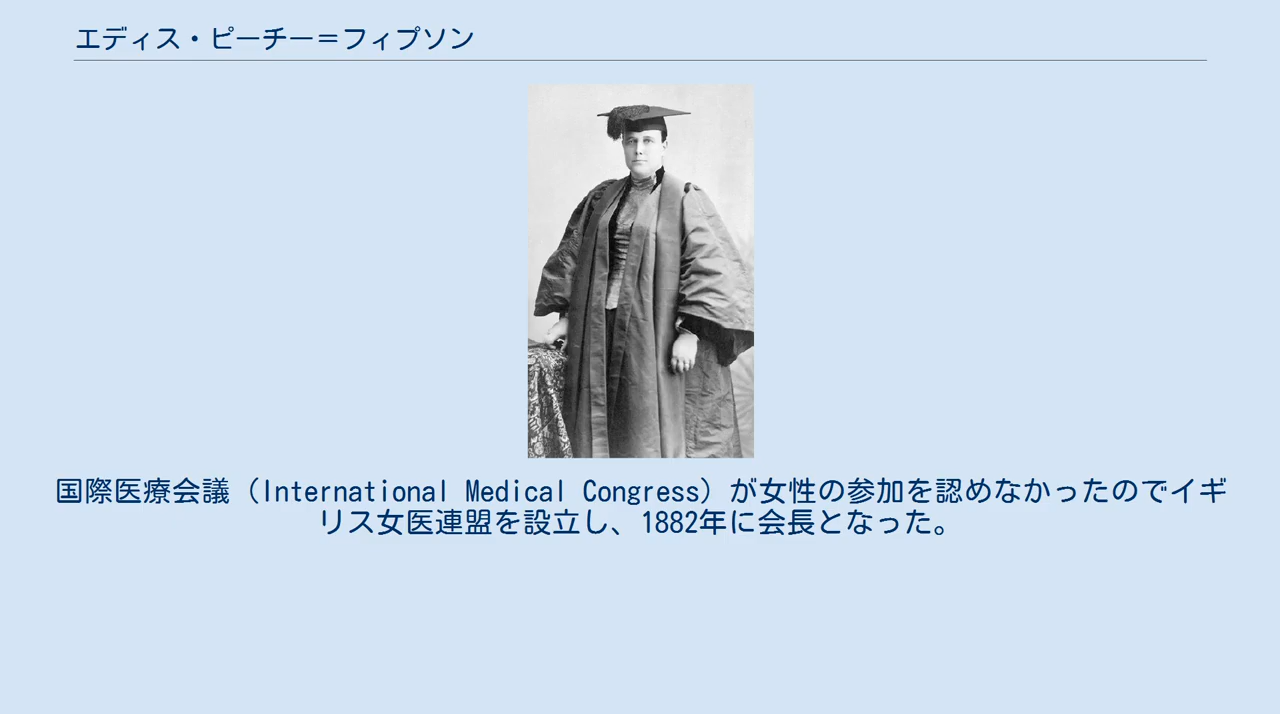 エディス・ピーチー＝フィプソン
国際医療会議（International Medical Congress）が女性の参加を認めなかったのでイギ
リス女医連盟を設立し、1882年に会長となった。